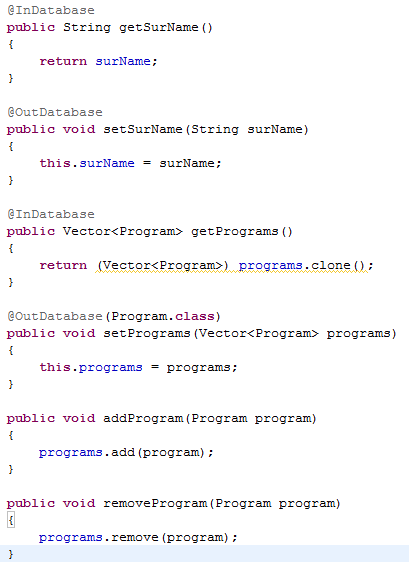 @InDatabase
public String getSurName()
{
    return surName;
}

@OutDatabase
public void setSurName(String surName)
{
    this.surName = surName;
}

@InDatabase
public Vector<Program> getPrograms()
{
    return (Vector<Program>) programs.clone();
}

@OutDatabase(Program.class)
public void setPrograms(Vector<Program> programs)
{
    this.programs = programs;
}

public void addProgram(Program program)
{
    programs.add(program);
}

public void removeProgram(Program program)
{
    programs.remove(program);
}